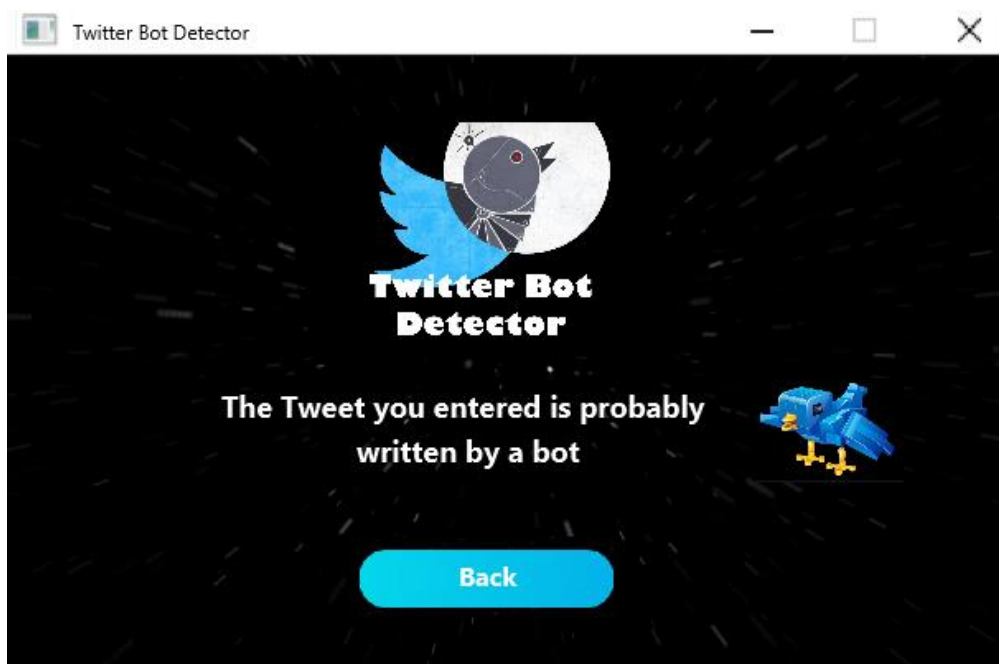 Twitter Bot Detector
Twitter Bot
Detector
The Tweet you entered is probably
written by a bot
Back